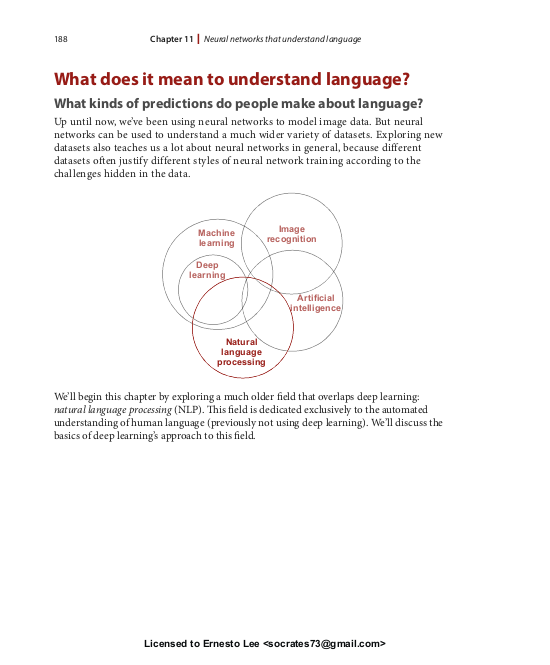 188
Chapter 11 | Neural networks that understand language
What does it mean to understand language?
What kinds of predictions do people make about language?
Up until now, we’ve been using neural networks to model image data. But neural
networks can be used to understand a much wider variety of datasets. Exploring new
datasets also teaches us a lot about neural networks in general, because different
datasets often justify different styles of neural network training according to the
challenges hidden in the data.
Image
recognition
Machine
learning
Deep
learning
Artificial
intelligence
Natural
language
processing
We’ll begin this chapter by exploring a much older field that overlaps deep learning:
natural language processing (NLP). This field is dedicated exclusively to the automated
understanding of human language (previously not using deep learning). We’ll discuss the
basics of deep learning’s approach to this field.
Licensed to Ernesto Lee <socrates73@gmail.com>